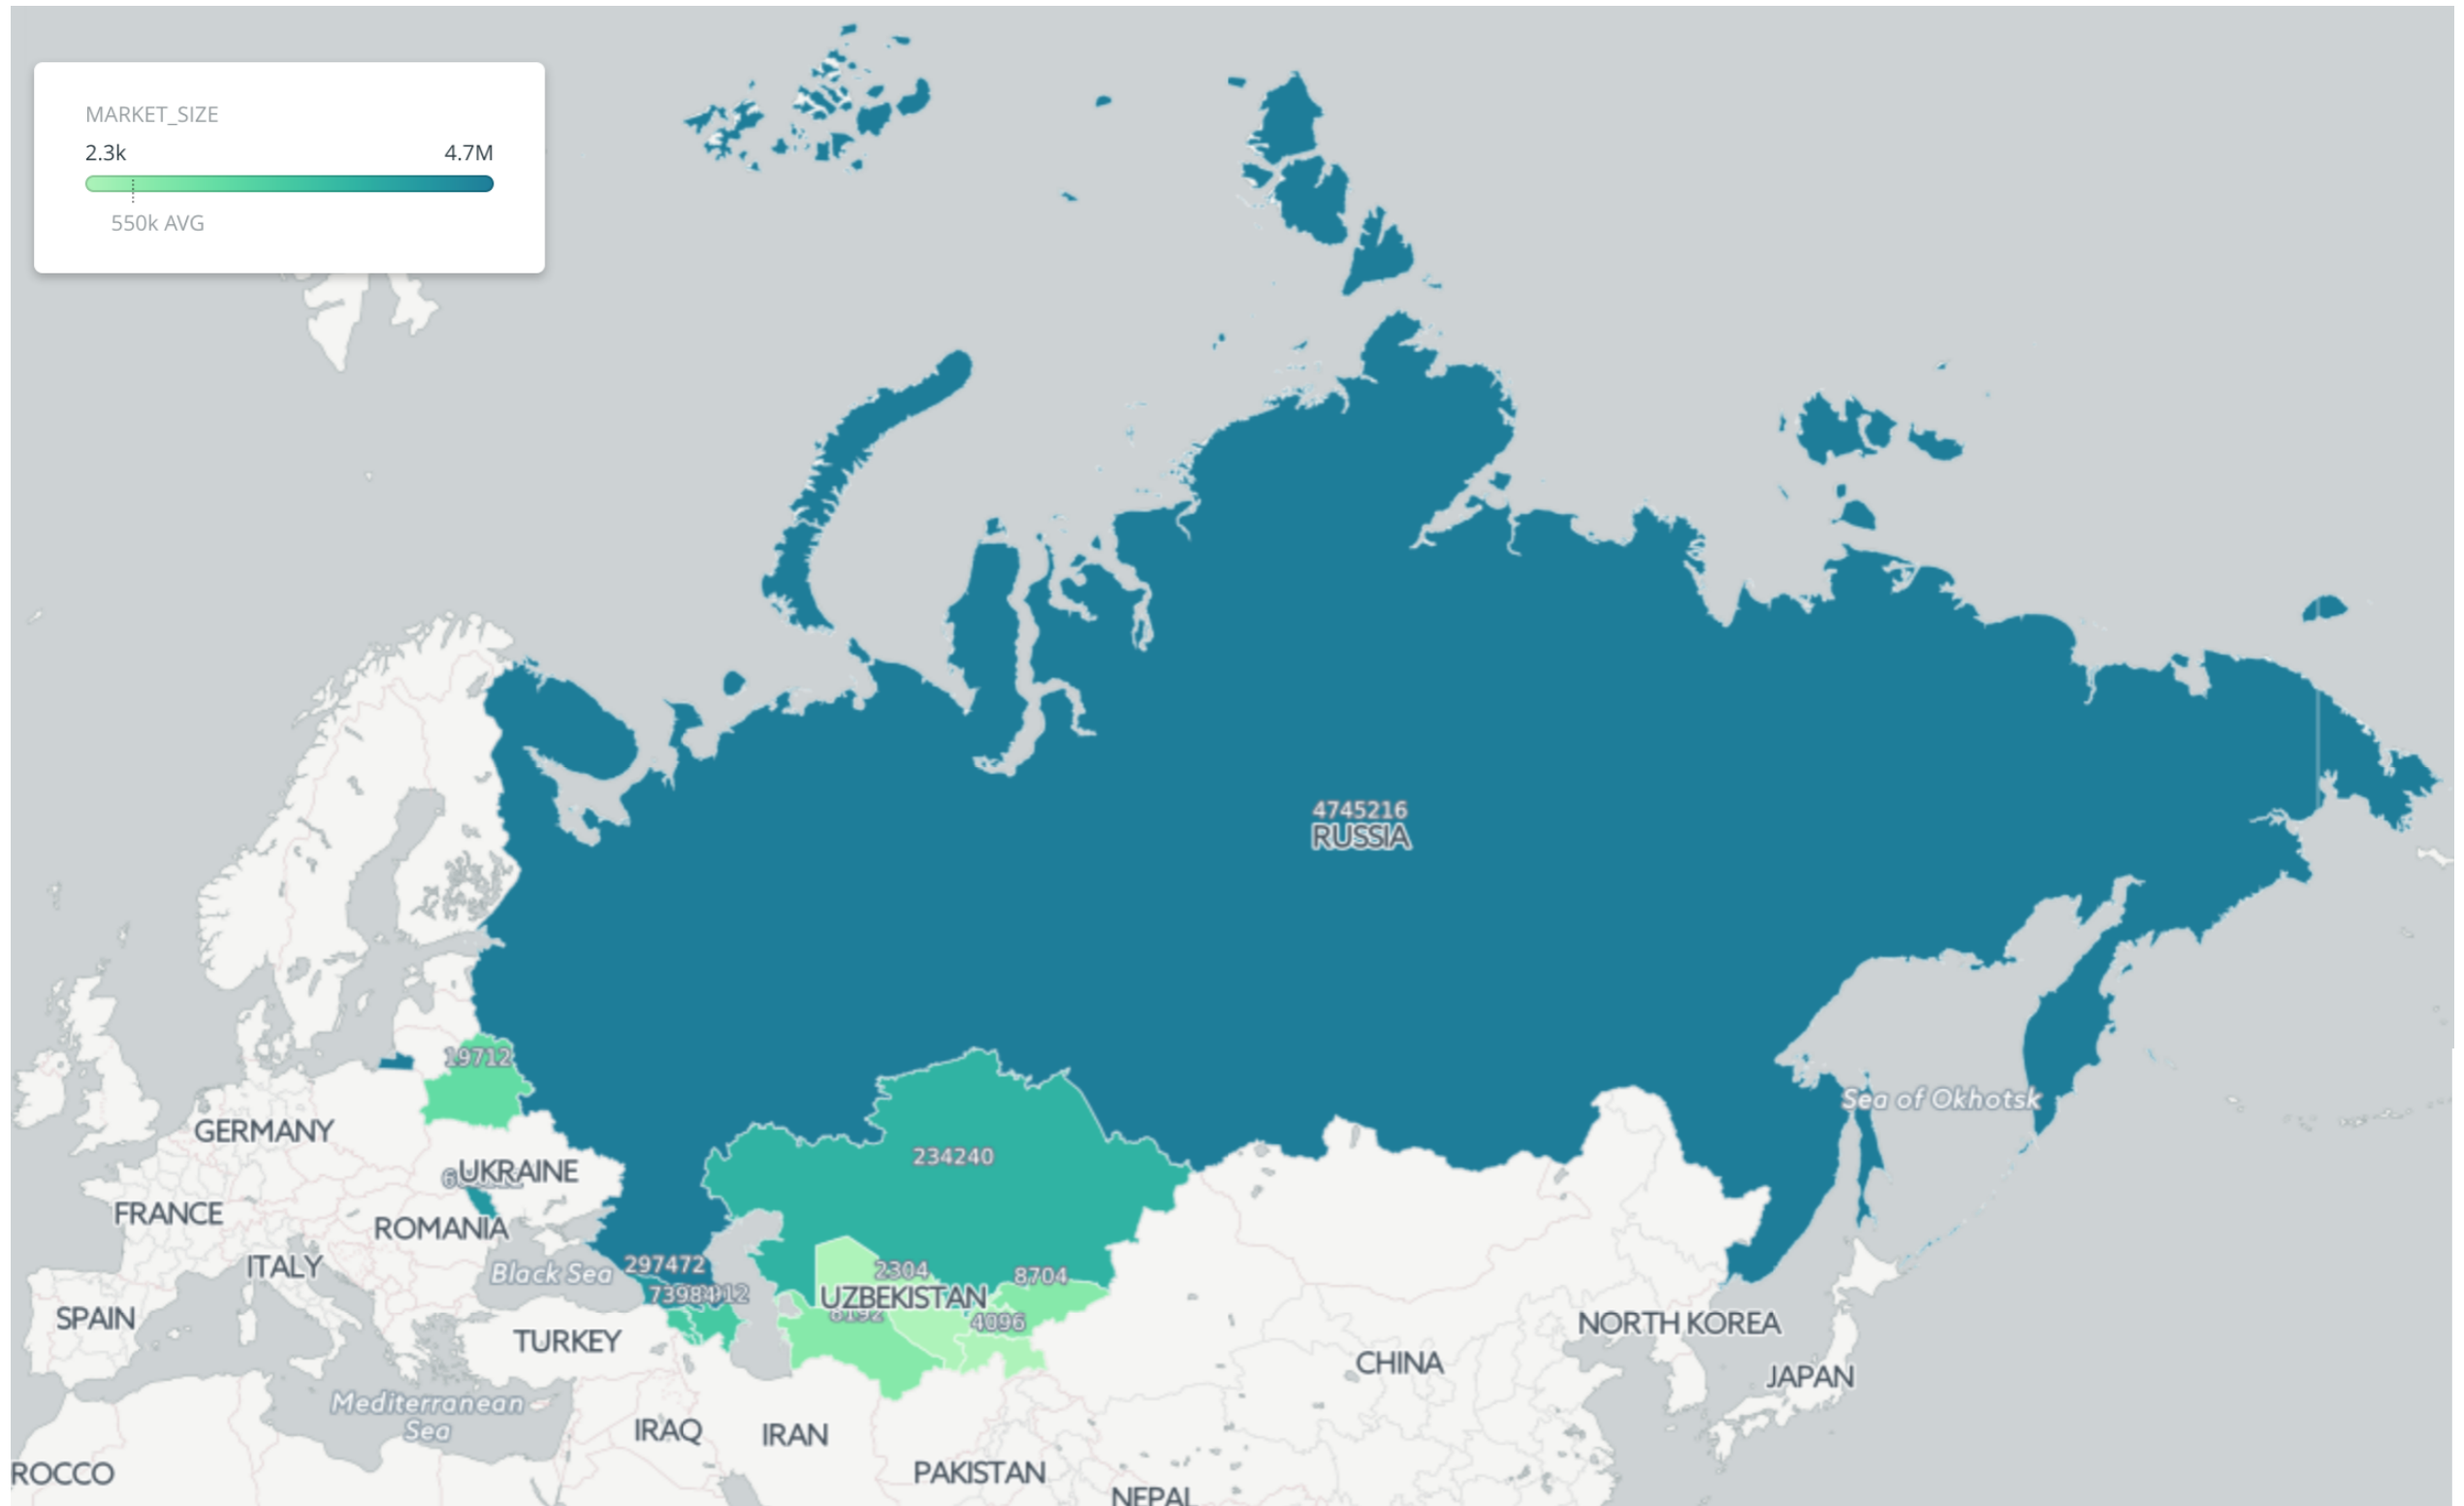 MARKET_SIZE
2.3k 4.7M
550k AVG
4745216
RUSSIA
19712
GERMANY
UKRAINE
234240
Sea of Okhotsk
FRANCE
ROMANIA
ITALY
Black Sea
297472
2304
8704
73984
UZBEKISTAN
8192
4096
SPAIN
TURKEY
NORTH KOREA
CHINA
JAPAN
Mediterranean
Sea
IRAQ
IRAN
ROCCO
PAKISTAN
NEPAL